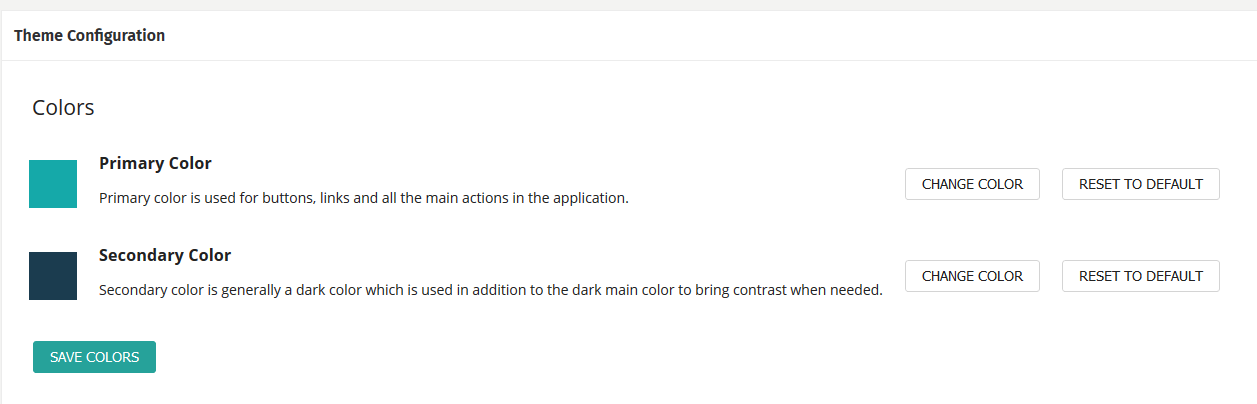 Theme Configuration
Colors
Primary Color
Primary color is used for buttons, links and all the main actions in the application.
CHANGE COLOR
RESET TO DEFAULT
Secondary Color
Secondary color is generally a dark color which is used in addition to the dark main color to bring contrast when needed.
CHANGE COLOR
RESET TO DEFAULT
SAVE COLORS